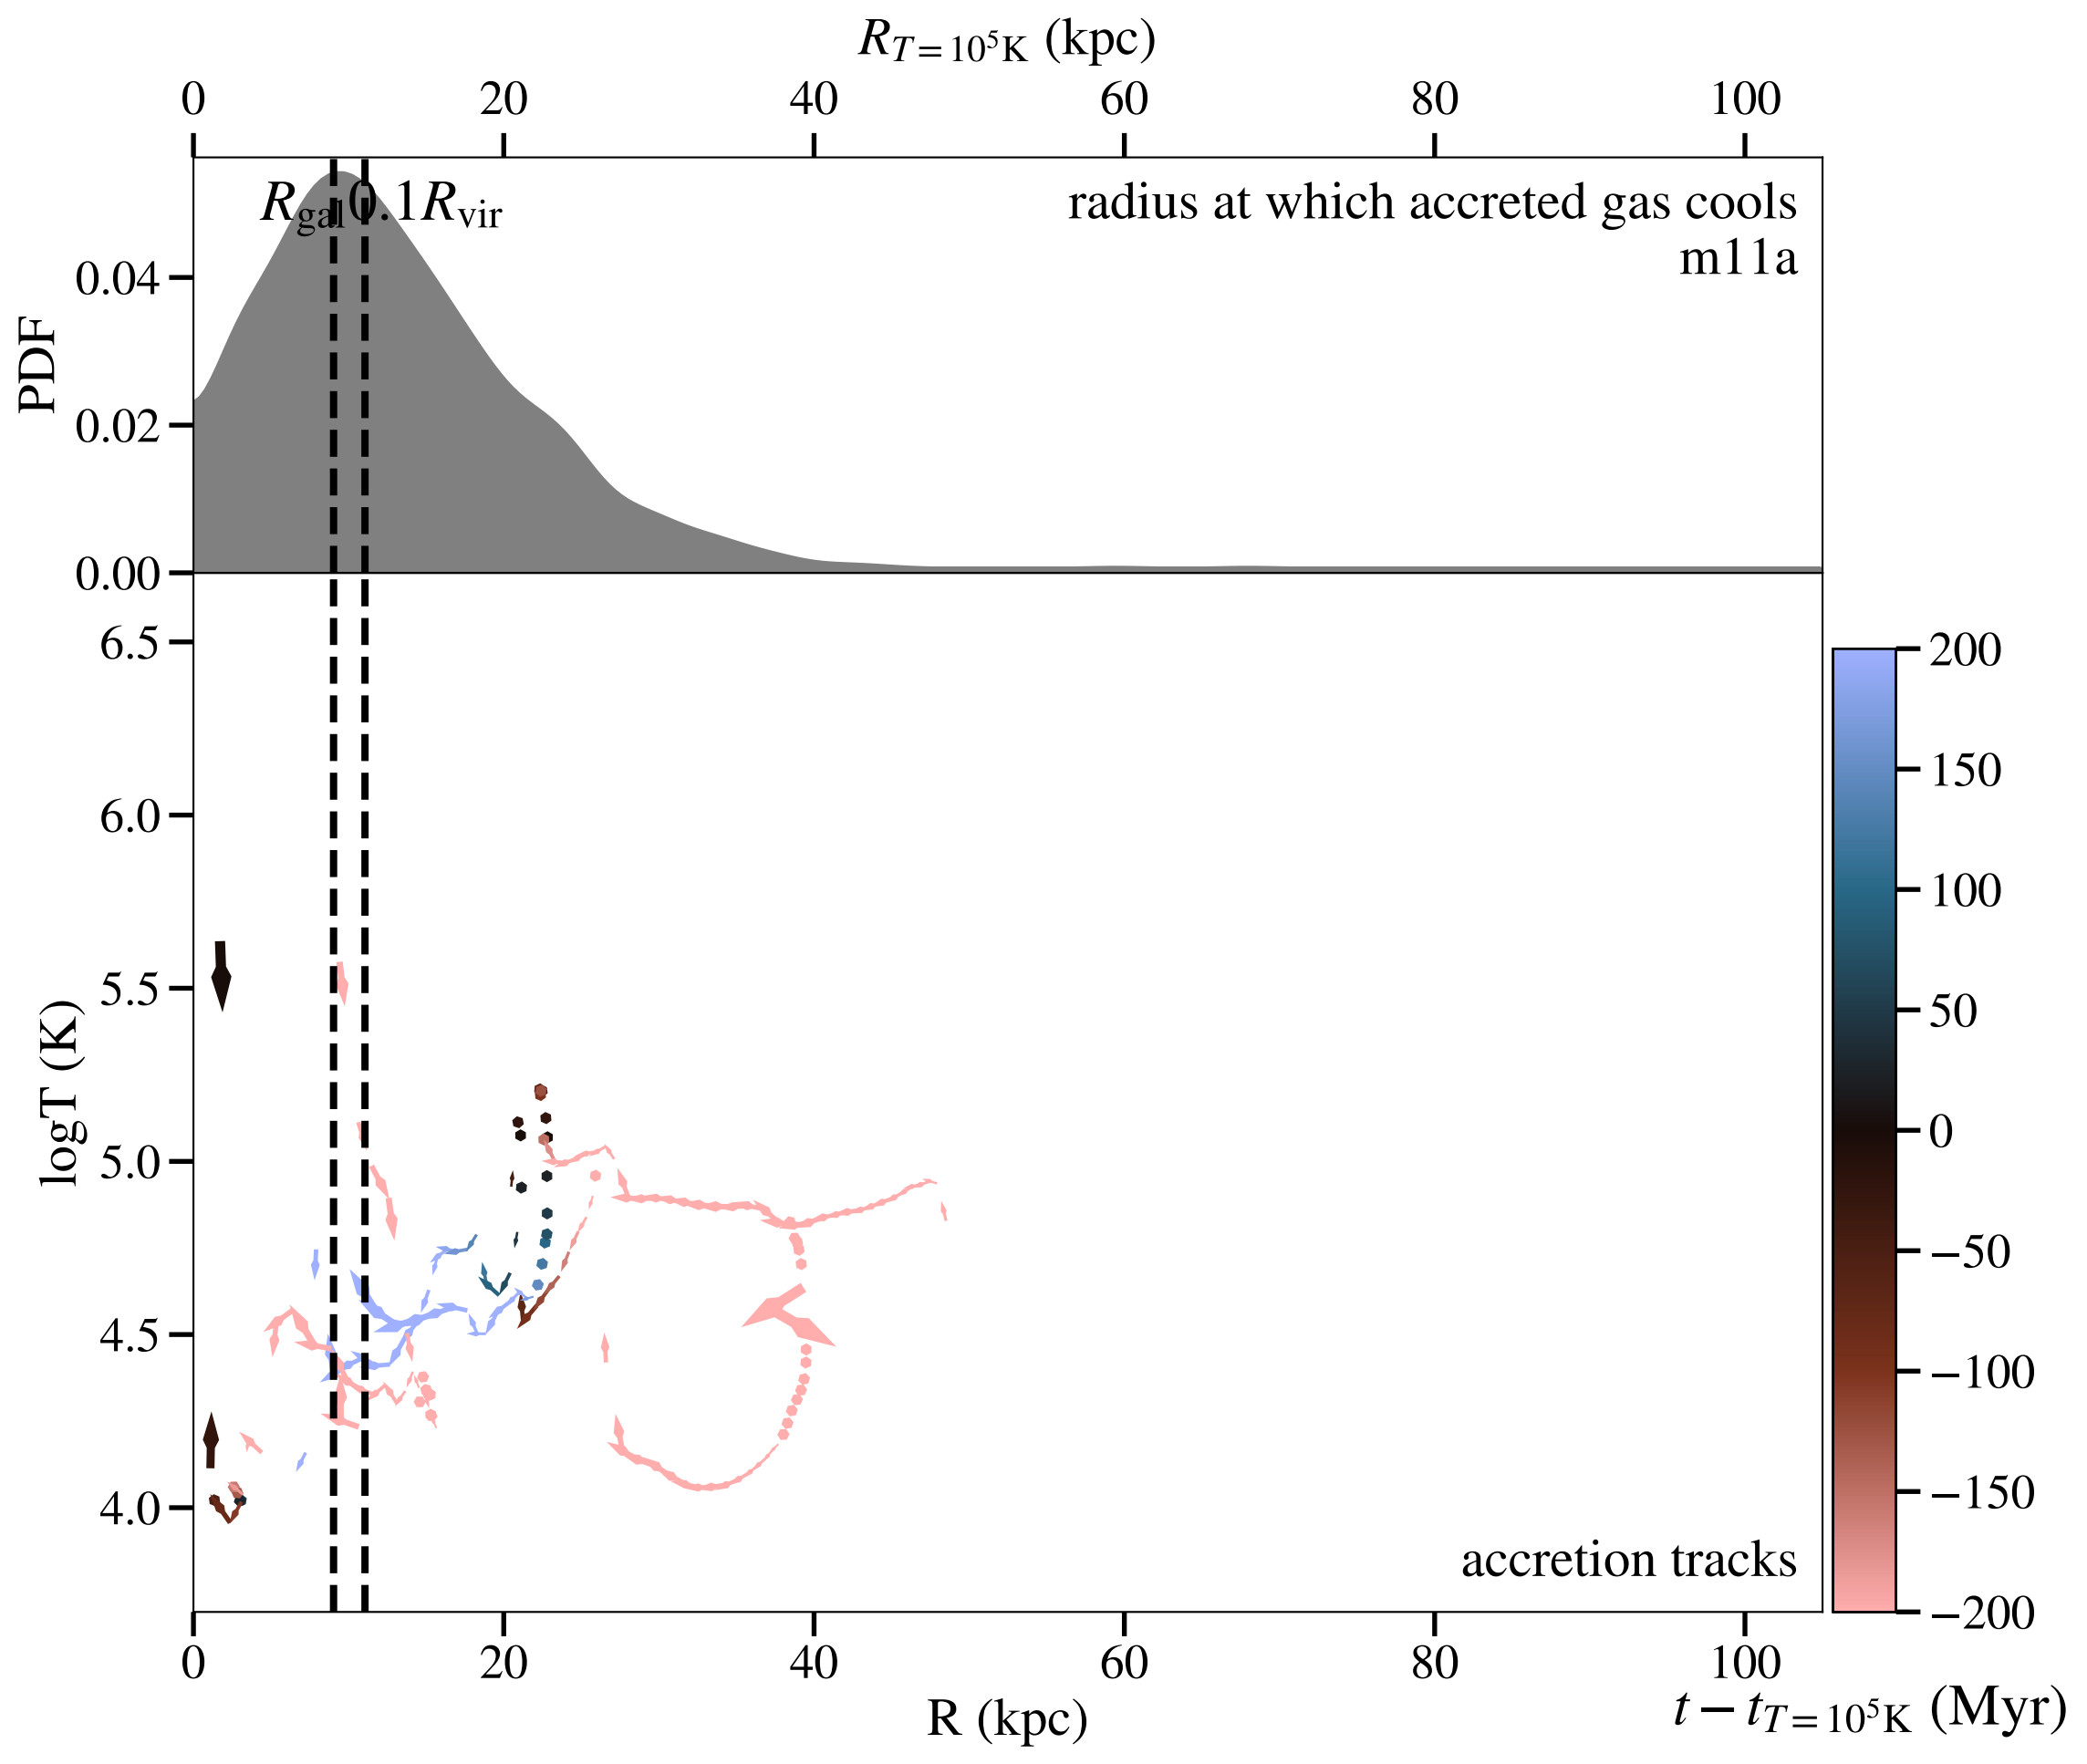 R_{T=10^5K} (kpc)
0 20 40 60 80 100
R_gal 0.1R_vir
radius at which accreted gas cools
m11a
PDF
0.04
0.02
0.00
6.5
6.0
5.5
5.0
4.5
4.0
logT (K)
accretion tracks
200
150
100
50
0
−50
−100
−150
−200
0 20 40 60 80 100
R (kpc)
t − t_{T=10^5K} (Myr)